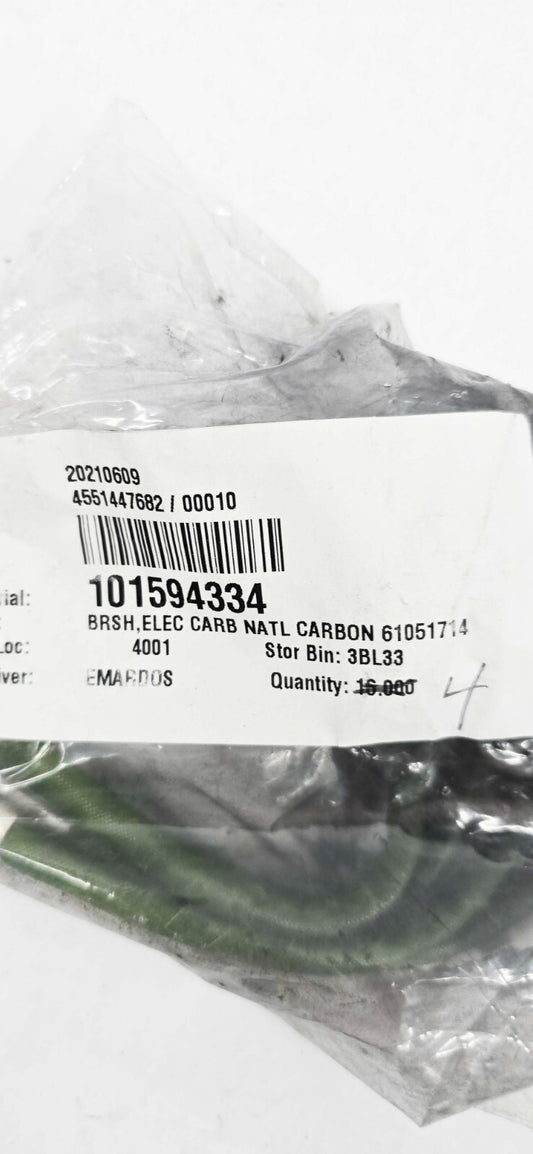 20210609
4551447682 / 00010
rial: 101594334
: BRSH,ELEC CARB NATL CARBON 61051714
Loc: 4001 Stor Bin: 3BL33
iver: EMARDOS Quantity: 16.000 4